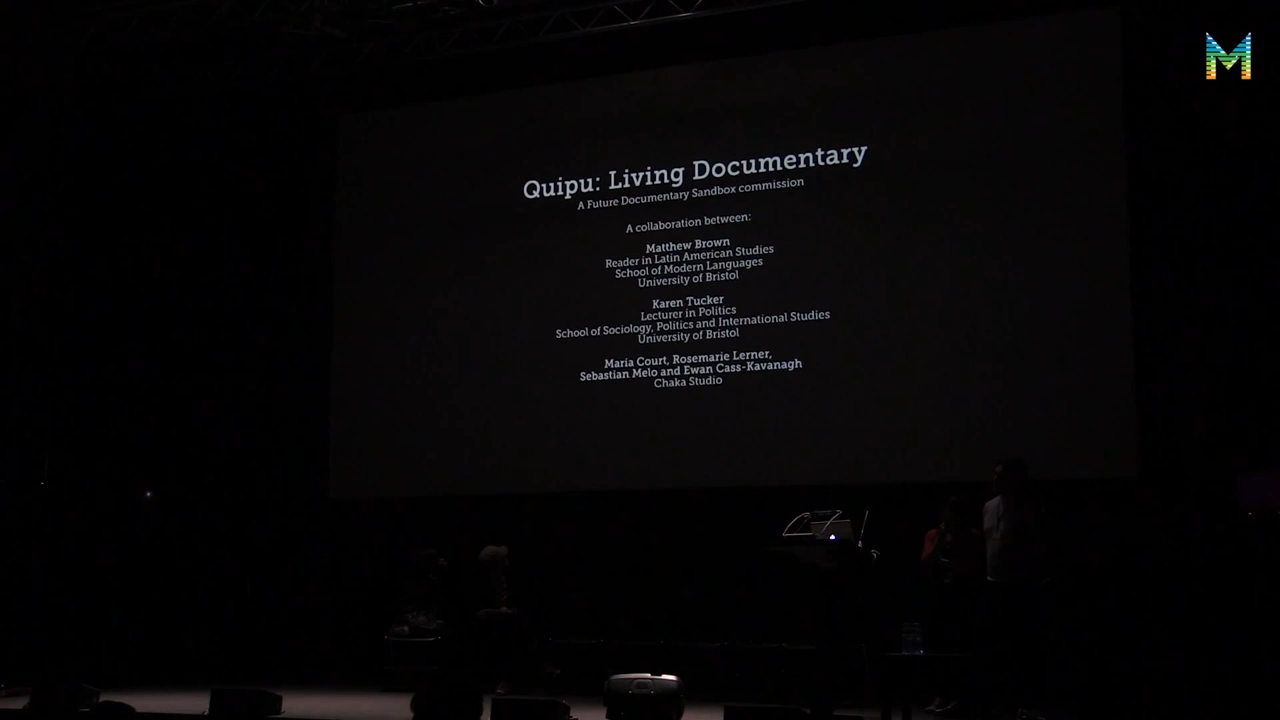 M
Quipu: Living Documentary
A Future Documentary Sandbox commission
A collaboration between:
Matthew Brown
Reader in Latin American Studies
School of Modern Languages
University of Bristol
Karen Tucker
Lecturer in Politics
School of Sociology, Politics and International Studies
University of Bristol
Maria Court, Rosemarie Lerner,
Sebastian Melo and Ewan Cass-Kavanagh
Chaka Studio